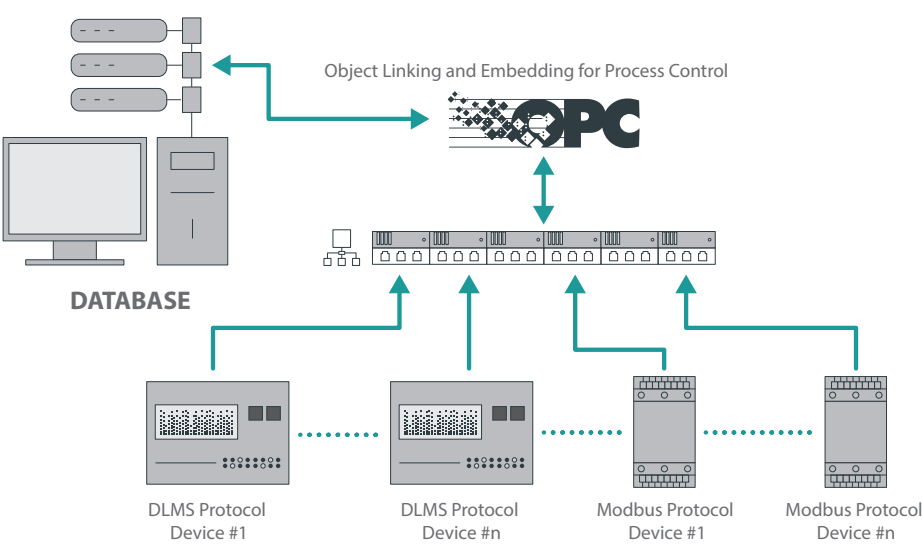 Object Linking and Embedding for Process Control
OPC
DATABASE
DLMS Protocol
Device #1
DLMS Protocol
Device #n
Modbus Protocol
Device #1
Modbus Protocol
Device #n